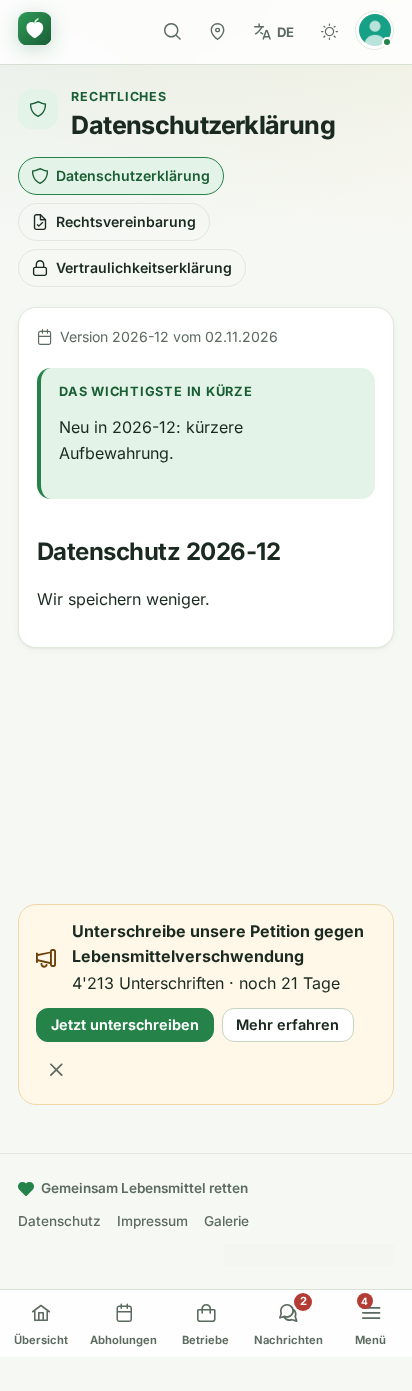 DE
RECHTLICHES
Datenschutzerklärung
Datenschutzerklärung
Rechtsvereinbarung
Vertraulichkeitserklärung
Version 2026-12 vom 02.11.2026
DAS WICHTIGSTE IN KÜRZE
Neu in 2026-12: kürzere
Aufbewahrung.
Datenschutz 2026-12
Wir speichern weniger.
Unterschreibe unsere Petition gegen
Lebensmittelverschwendung
4'213 Unterschriften · noch 21 Tage
Jetzt unterschreiben
Mehr erfahren
Gemeinsam Lebensmittel retten
Datenschutz Impressum Galerie
2 4
Übersicht Abholungen Betriebe Nachrichten Menü